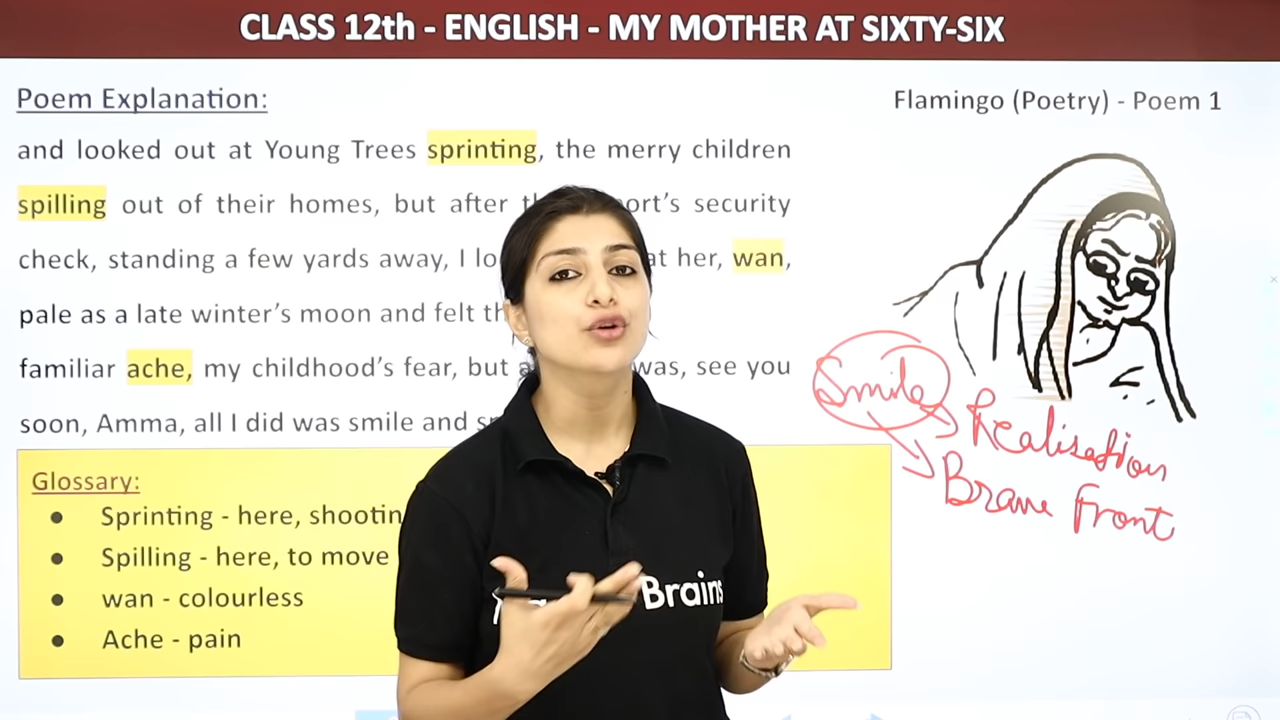 CLASS 12th - ENGLISH - MY MOTHER AT SIXTY-SIX
Poem Explanation:
Flamingo (Poetry) - Poem 1
and looked out at Young Trees sprinting, the merry children
spilling out of their homes, but after ort's security
check, standing a few yards away, I at her, wan,
pale as a late winter's moon and felt
familiar ache, my childhood's fear, but was, see you
soon, Amma, all I did was smile and
Smile
Realisation
Brave Front
Glossary:
● Sprinting - here, shootin
● Spilling - here, to move
● wan - colourless
● Ache - pain
Brains